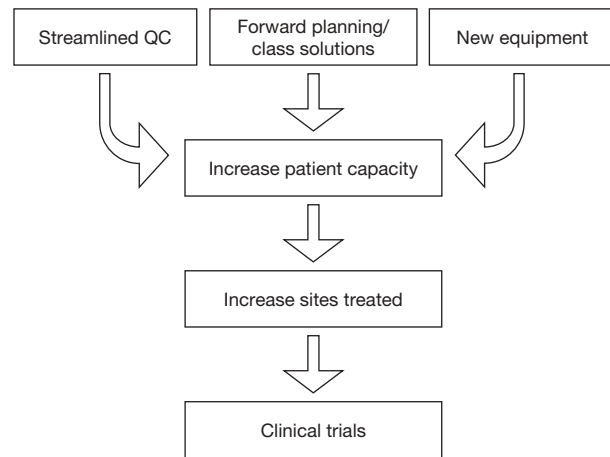 Streamlined QC
Forward planning/
class solutions
New equipment
Increase patient capacity
Increase sites treated
Clinical trials